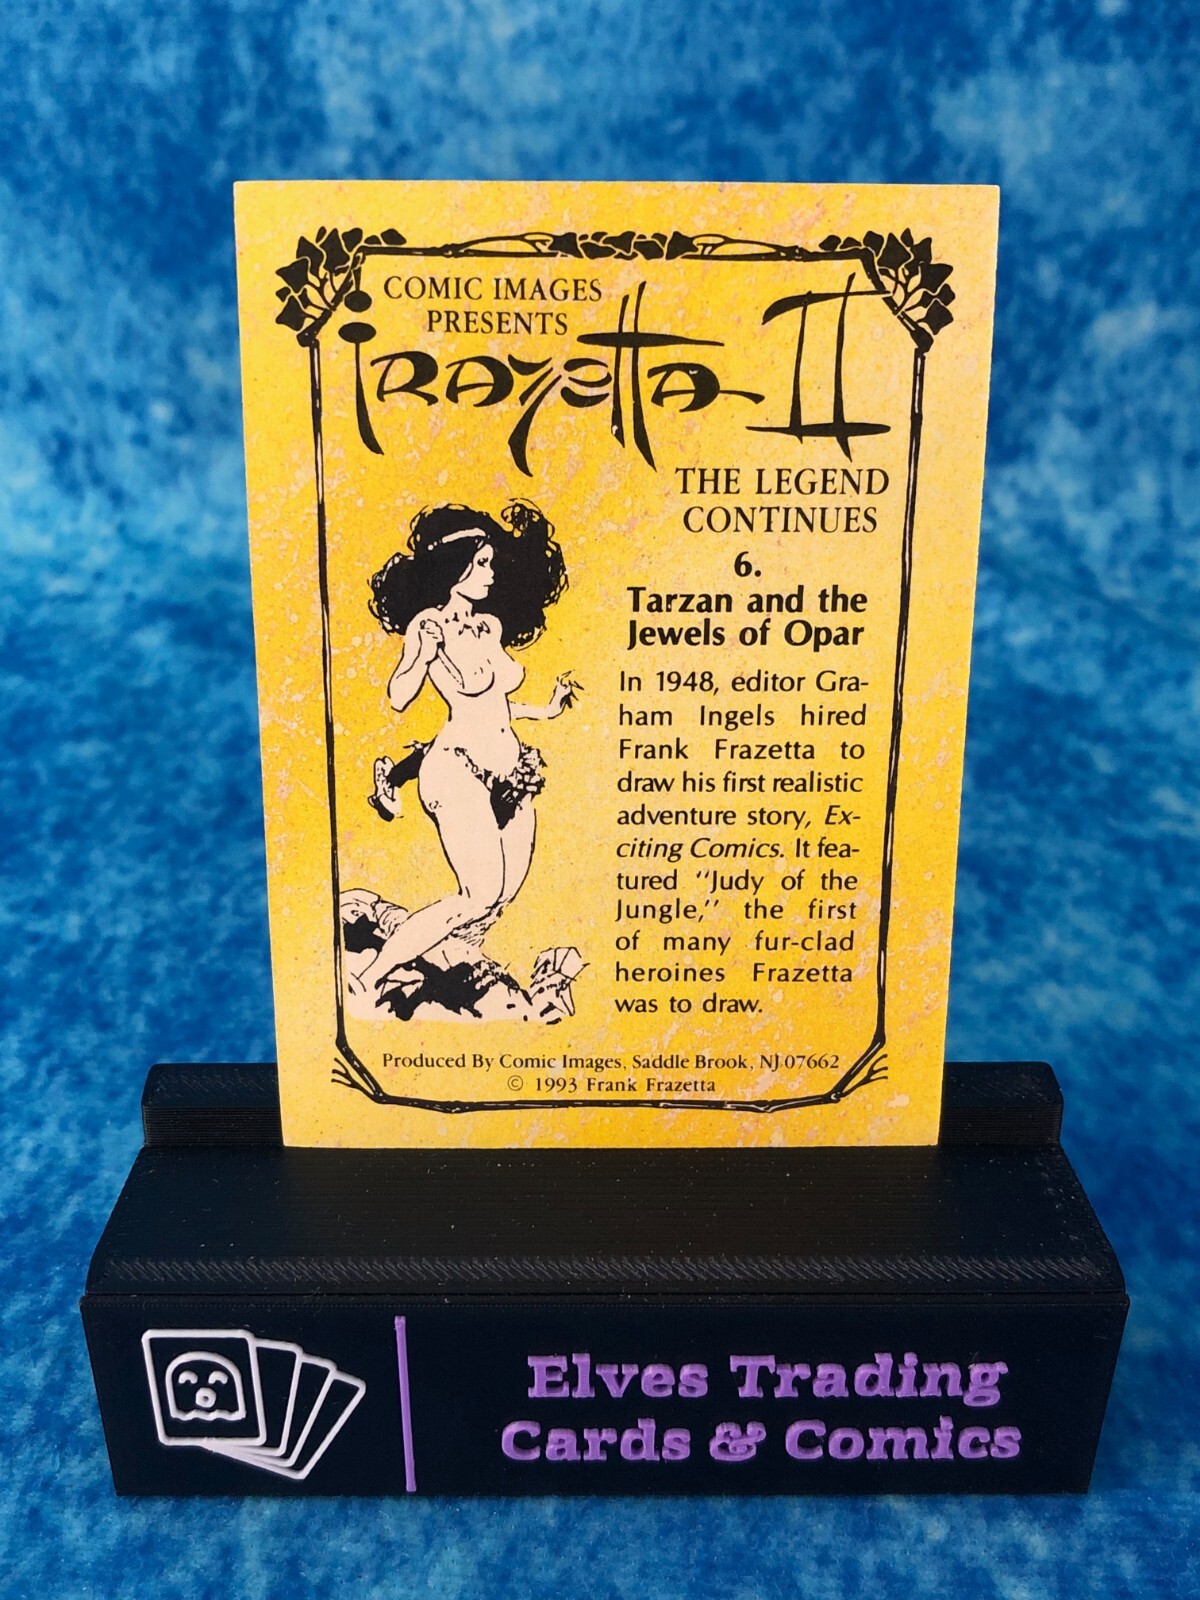 COMIC IMAGES
PRESENTS
Frazetta II
THE LEGEND
CONTINUES
6.
Tarzan and the
Jewels of Opar
In 1948, editor Gra-
ham Ingels hired
Frank Frazetta to
draw his first realistic
adventure story, Ex-
citing Comics. It fea-
tured "Judy of the
Jungle," the first
of many fur-clad
heroines Frazetta
was to draw.
Produced By Comic Images, Saddle Brook, NJ 07662
© 1993 Frank Frazetta
Elves Trading
Cards & Comics